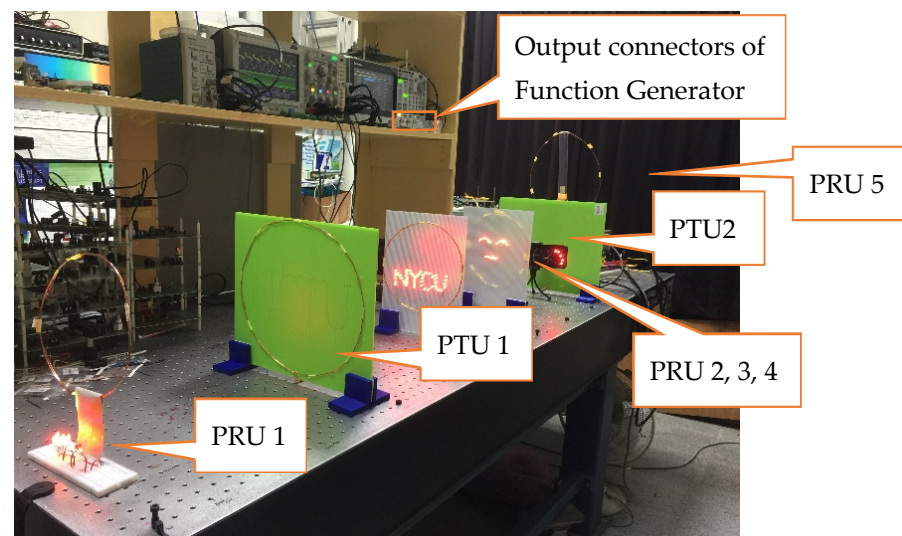 Output connectors of
Function Generator
PRU 5
PTU2
NYCU
PTU 1
PRU 2, 3, 4
PRU 1